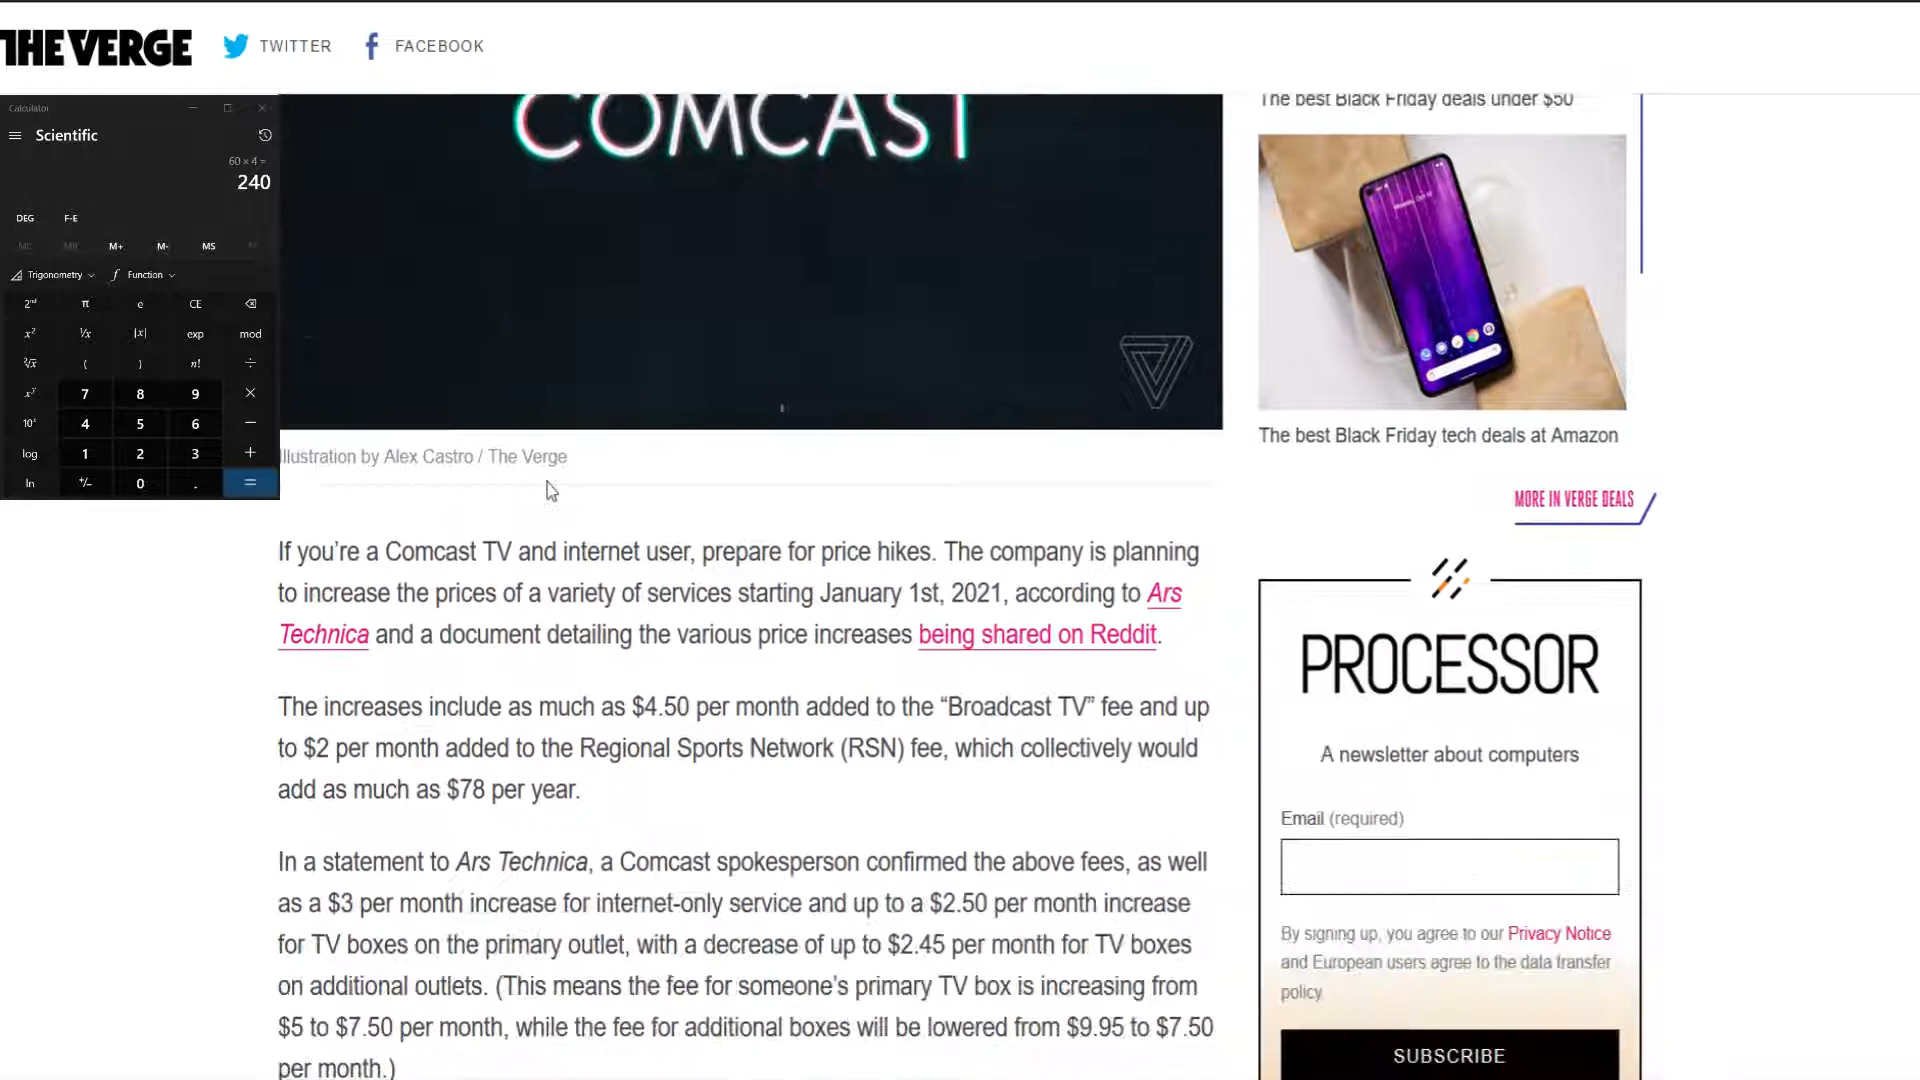 THE VERGE TWITTER FACEBOOK
Calculator
Scientific
60 × 4 =
240
DEG F-E
MC MR M+ M- MS
Trigonometry Function
2nd π e CE
x² ¹/x |x| exp mod
²√x ( ) n! ÷
xʸ 7 8 9 ×
10ˣ 4 5 6 −
log 1 2 3 +
ln +/− 0 . =
COMCAST
Illustration by Alex Castro / The Verge
If you’re a Comcast TV and internet user, prepare for price hikes. The company is planning
to increase the prices of a variety of services starting January 1st, 2021, according to Ars
Technica and a document detailing the various price increases being shared on Reddit.
The increases include as much as $4.50 per month added to the “Broadcast TV” fee and up
to $2 per month added to the Regional Sports Network (RSN) fee, which collectively would
add as much as $78 per year.
In a statement to Ars Technica, a Comcast spokesperson confirmed the above fees, as well
as a $3 per month increase for internet-only service and up to a $2.50 per month increase
for TV boxes on the primary outlet, with a decrease of up to $2.45 per month for TV boxes
on additional outlets. (This means the fee for someone’s primary TV box is increasing from
$5 to $7.50 per month, while the fee for additional boxes will be lowered from $9.95 to $7.50
per month.)
The best Black Friday deals under $50
The best Black Friday tech deals at Amazon
MORE IN VERGE DEALS
PROCESSOR
A newsletter about computers
Email (required)
By signing up, you agree to our Privacy Notice
and European users agree to the data transfer
policy
SUBSCRIBE